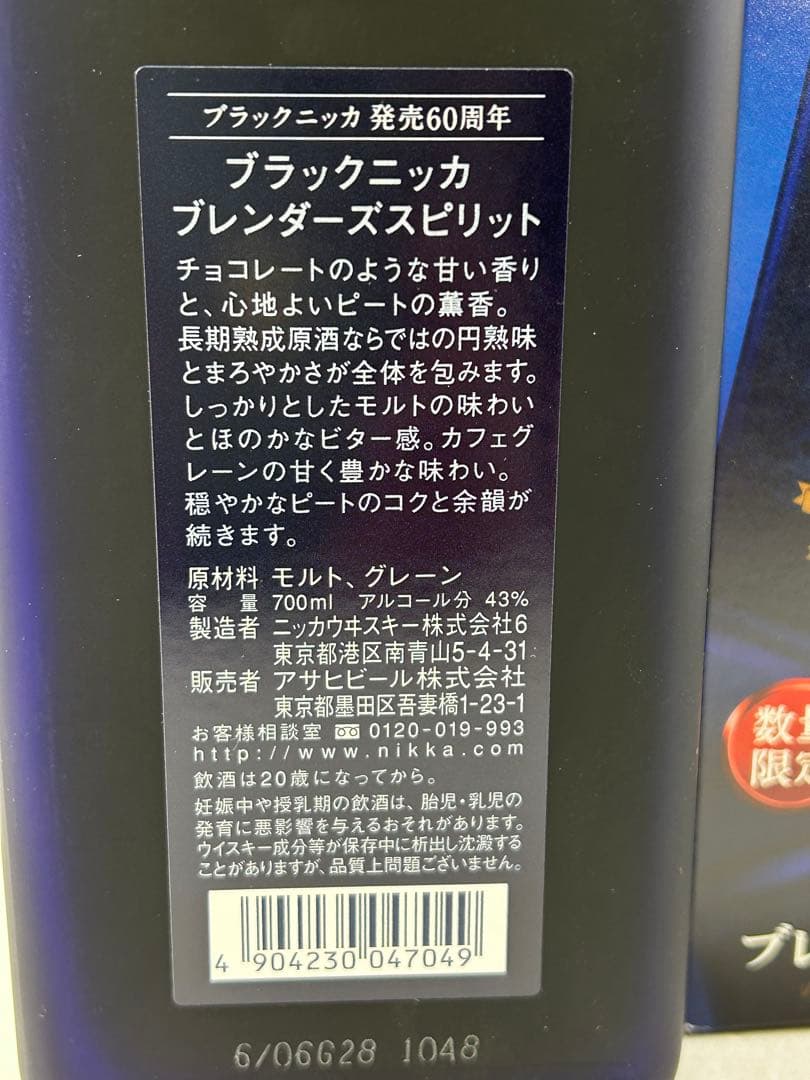 ブラックニッカ 発売60周年
ブラックニッカ
ブレンダーズスピリット
チョコレートのような甘い香り
と、心地よいピートの薫香。
長期熟成原酒ならではの円熟味
とまろやかさが全体を包みます。
しっかりとしたモルトの味わい
とほのかなビター感。カフェグ
レーンの甘く豊かな味わい。
穏やかなピートのコクと余韻が
続きます。
原材料 モルト、グレーン
容量 700ml アルコール分 43%
製造者 ニッカウヰスキー株式会社6
東京都港区南青山5-4-31
販売者 アサヒビール株式会社
東京都墨田区吾妻橋1-23-1
お客様相談室 0120-019-993
http://www.nikka.com
飲酒は20歳になってから。
妊娠中や授乳期の飲酒は、胎児・乳児の
発育に悪影響を与えるおそれがあります。
ウイスキー成分等が保存中に析出し沈澱する
ことがありますが、品質上問題ございません。
4 904230 047049
6/06G28 1048
数量
限定
ブレ